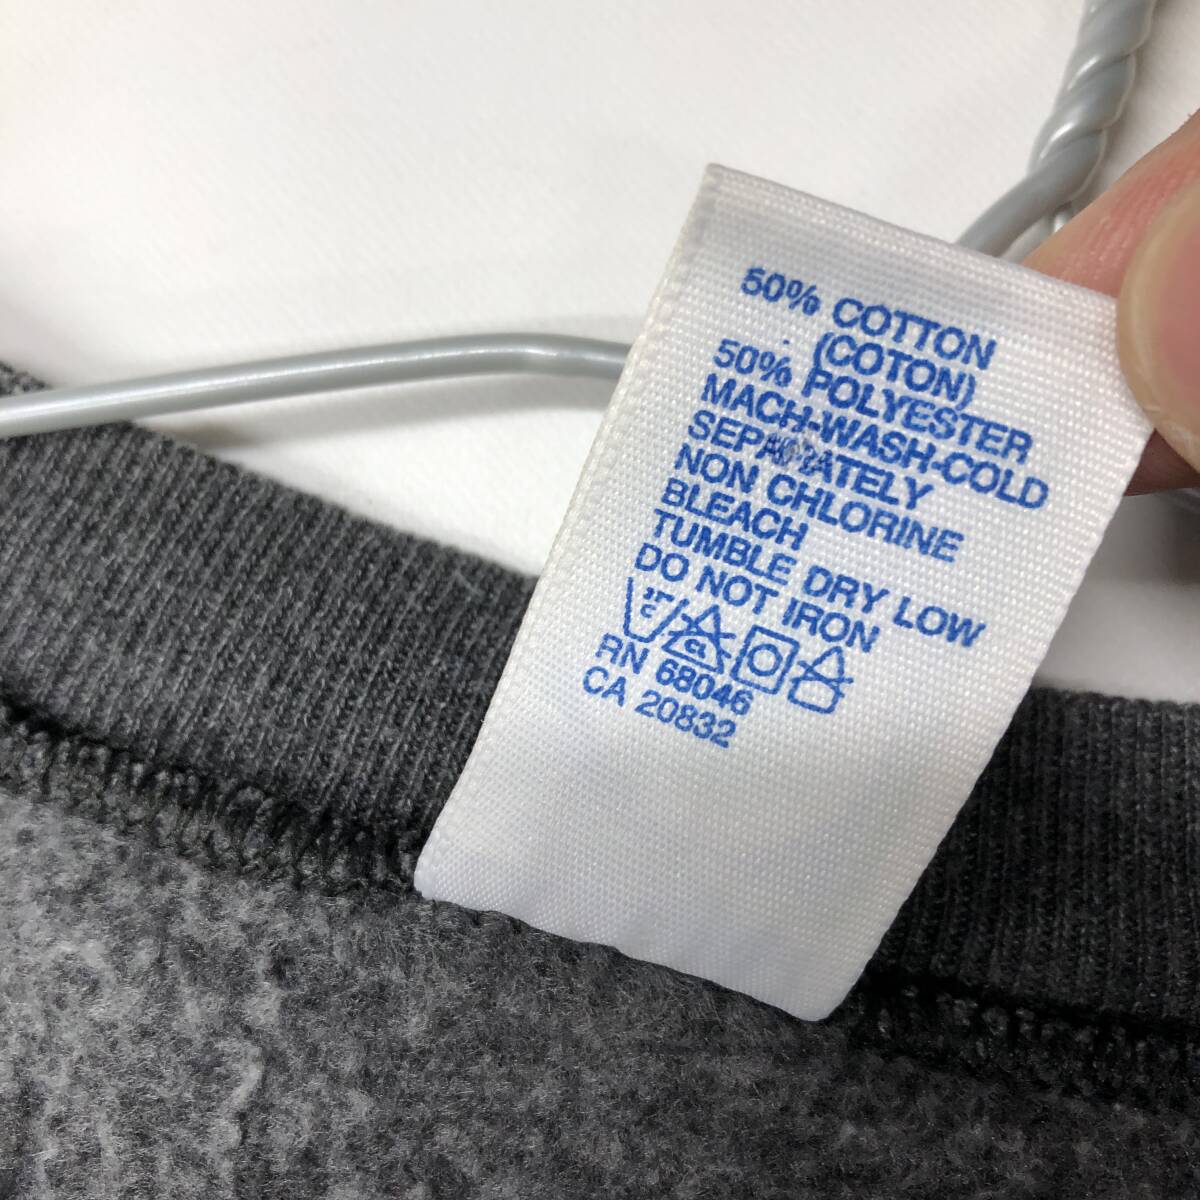 50% COTTON
(COTON)
50% POLYESTER
MACH-WASH-COLD
SEPARATELY
NON CHLORINE
BLEACH
TUMBLE DRY LOW
DO NOT IRON
CL
RN 68046
CA 20832